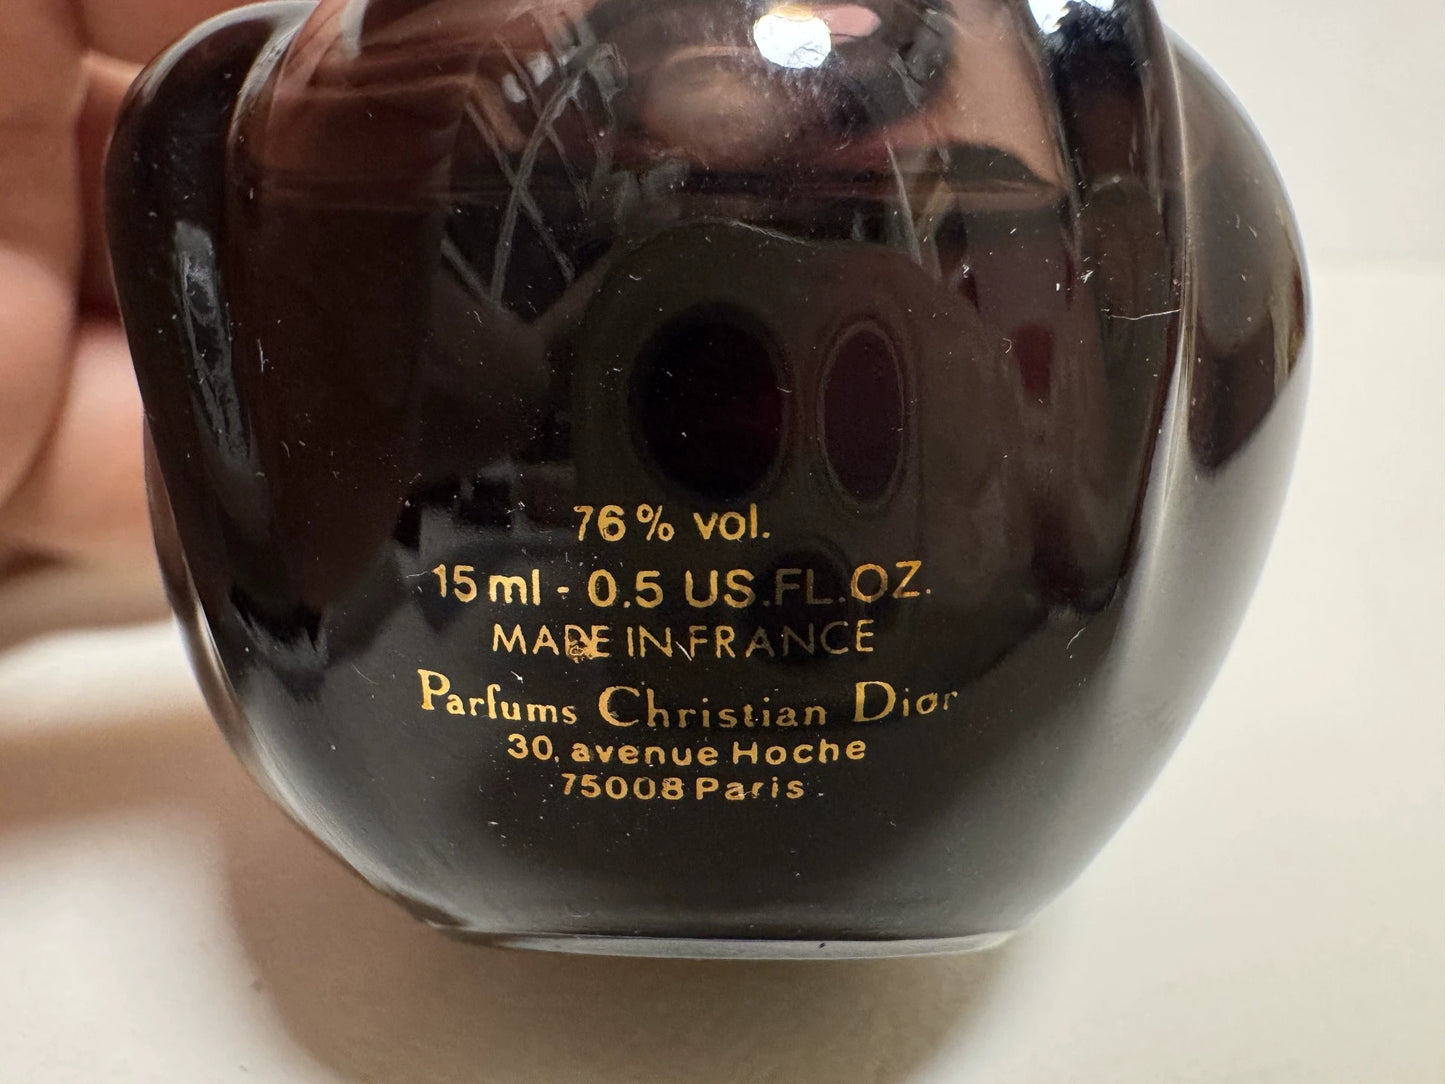 76% vol.
15 ml - 0.5 US.FL.OZ.
MADE IN FRANCE
Parfums Christian Dior
30, avenue Hoche
75008 Paris